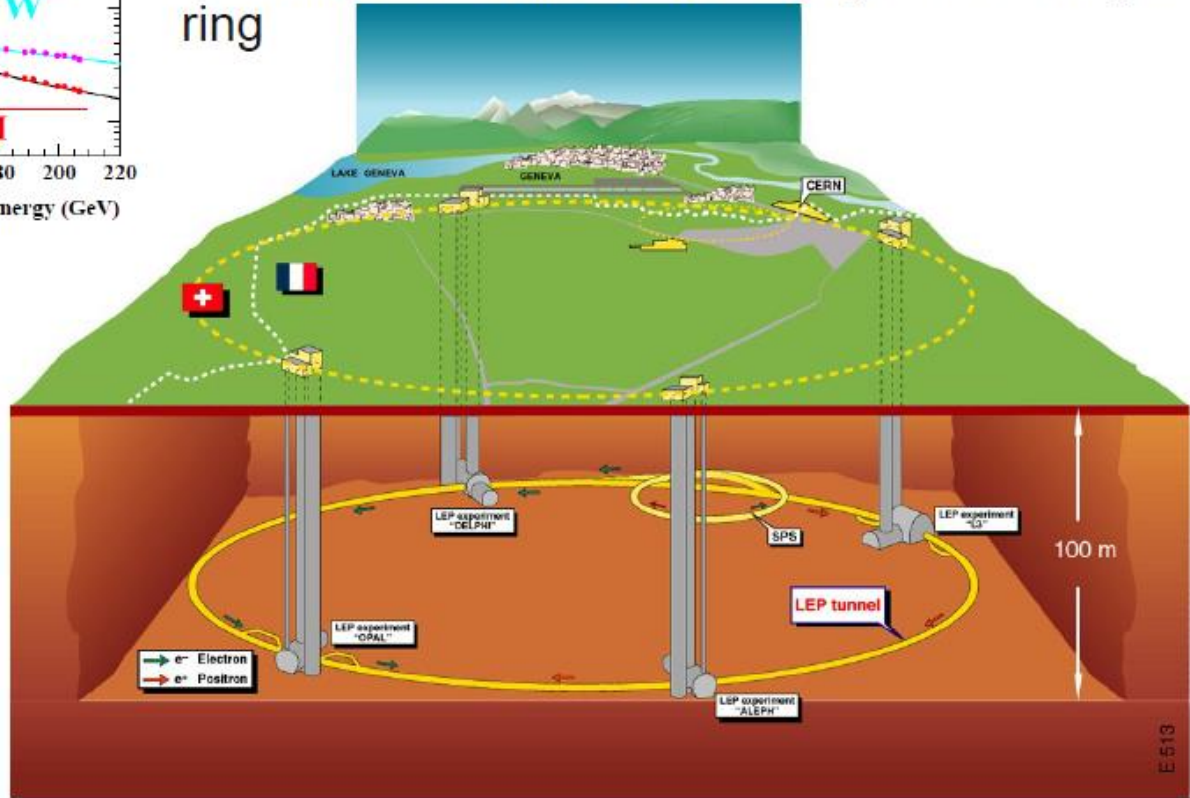 W
ring
200 220
nergy (GeV)
LAKE GENEVA
GENEVA
CERN
LEP experiment
"DELPHI"
SPS
LEP experiment
"L3"
100 m
LEP tunnel
LEP experiment
"OPAL"
e⁻ Electron
e⁺ Positron
LEP experiment
"ALEPH"
E 513